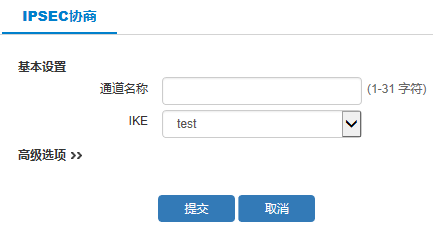 IPSEC协商
基本设置
通道名称 (1-31 字符)
IKE test
高级选项 >>
提交 取消